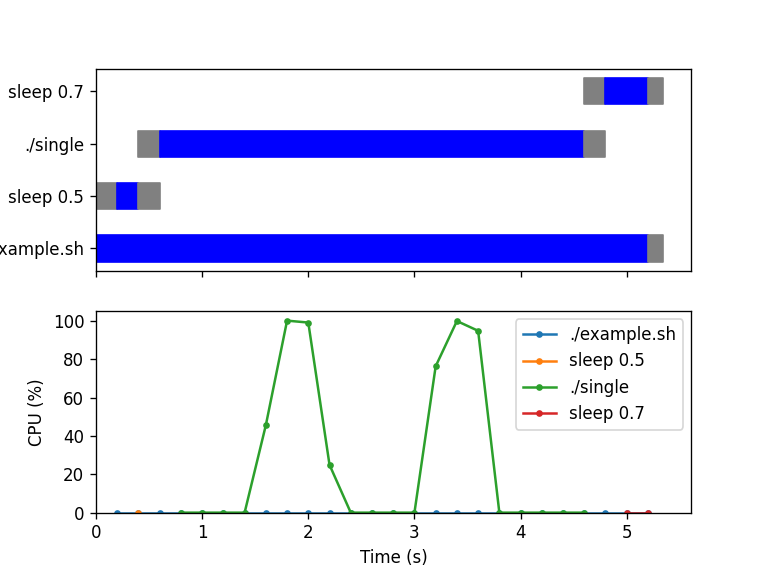 sleep 0.7
./single
sleep 0.5
xample.sh
100
80
60
40
20
0
CPU (%)
./example.sh
sleep 0.5
./single
sleep 0.7
0 1 2 3 4 5
Time (s)